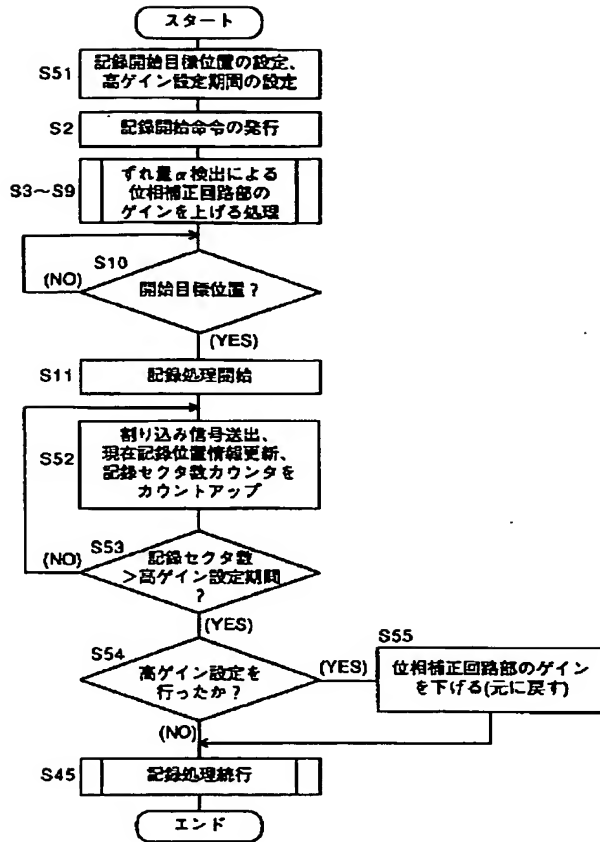 スタート
S51
記録開始目標位置の設定、
高ゲイン設定期間の設定
S2
記録開始命令の発行
S3～S9
ずれ量α検出による
位相補正回路部の
ゲインを上げる処理
S10
(NO)
開始目標位置？
(YES)
S11
記録処理開始
S52
割り込み信号送出、
現在記録位置情報更新、
記録セクタ数カウンタを
カウントアップ
S53
(NO)
記録セクタ数
＞高ゲイン設定期間
？
(YES)
S54
高ゲイン設定を
行ったか？
(YES)
S55
位相補正回路部のゲイン
を下げる(元に戻す)
(NO)
S45
記録処理続行
エンド